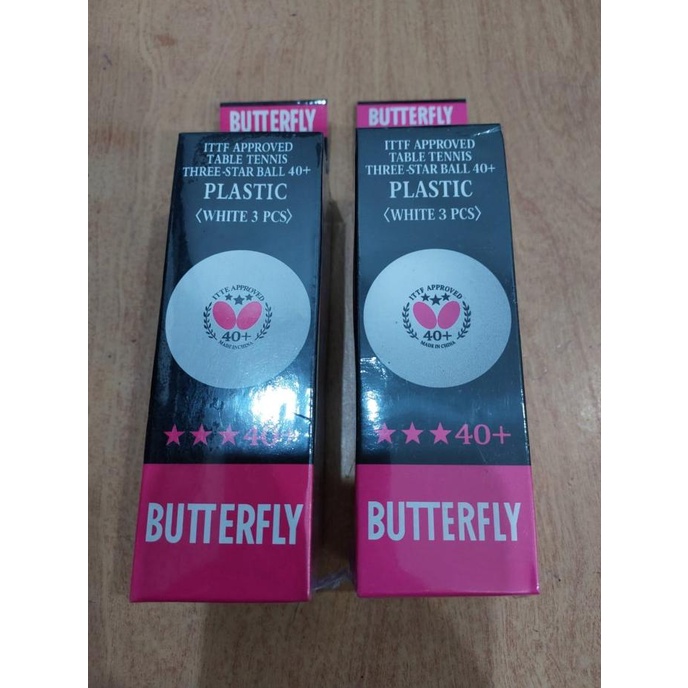 BUTTERFLY
ITTF APPROVED
TABLE TENNIS
THREE-STAR BALL 40+
PLASTIC
〈WHITE 3 PCS〉
ITTF APPROVED
40+
MADE IN CHINA
★★★40+
BUTTERFLY
BUTTERFLY
ITTF APPROVED
TABLE TENNIS
THREE-STAR BALL 40+
PLASTIC
〈WHITE 3 PCS〉
ITTF APPROVED
40+
MADE IN CHINA
★★★40+
BUTTERFLY